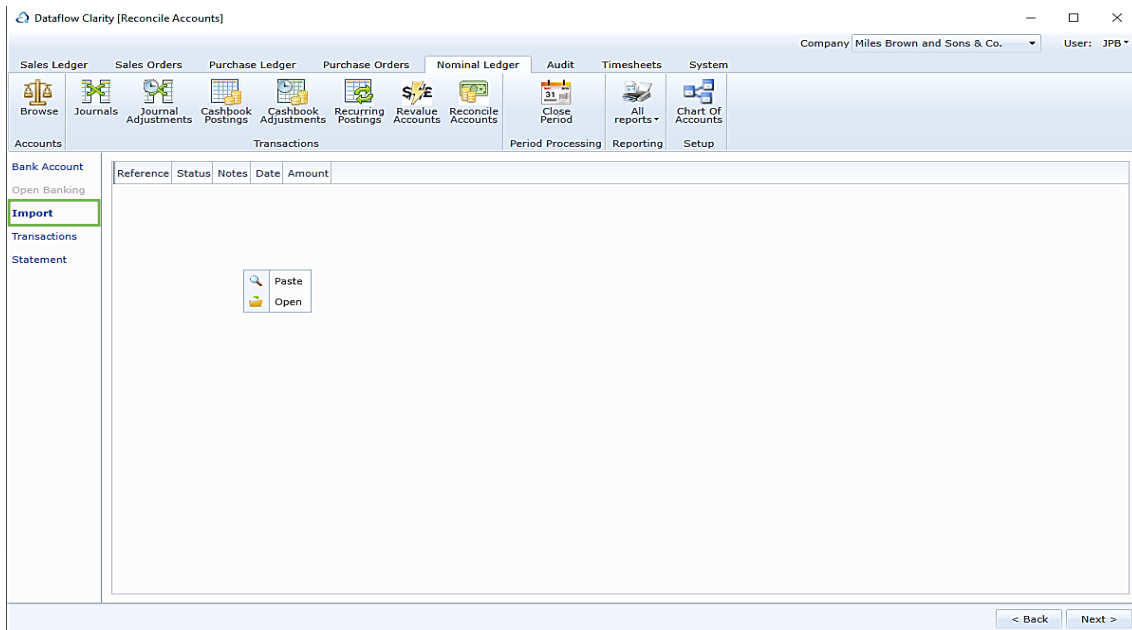 Dataflow Clarity [Reconcile Accounts]
Company Miles Brown and Sons & Co. User: JPB
Sales Ledger Sales Orders Purchase Ledger Purchase Orders Nominal Ledger Audit Timesheets System
Browse Journals Journal Adjustments Cashbook Postings Cashbook Adjustments Recurring Postings Revalue Accounts Reconcile Accounts 31 Close Period All reports Chart Of Accounts
Accounts Transactions Period Processing Reporting Setup
Bank Account
Open Banking
Import
Transactions
Statement
Reference Status Notes Date Amount
Paste
Open
< Back Next >